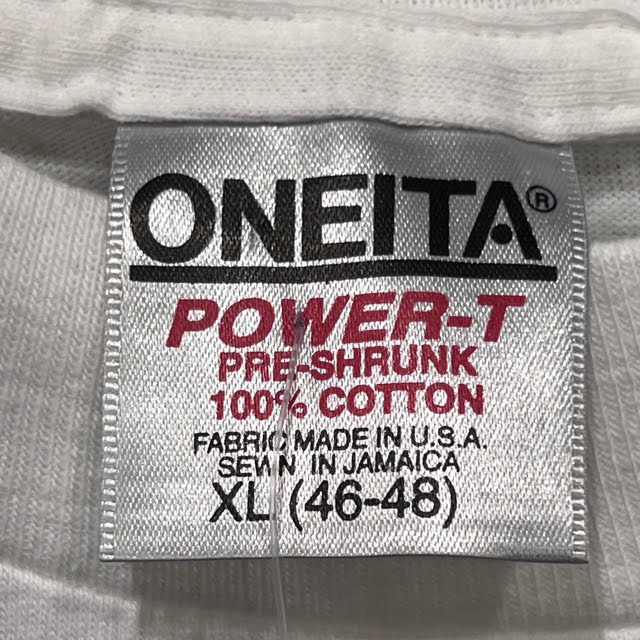 ONEITA®
POWER-T
PRE-SHRUNK
100% COTTON
FABRIC MADE IN U.S.A.
SEWN IN JAMAICA
XL (46-48)